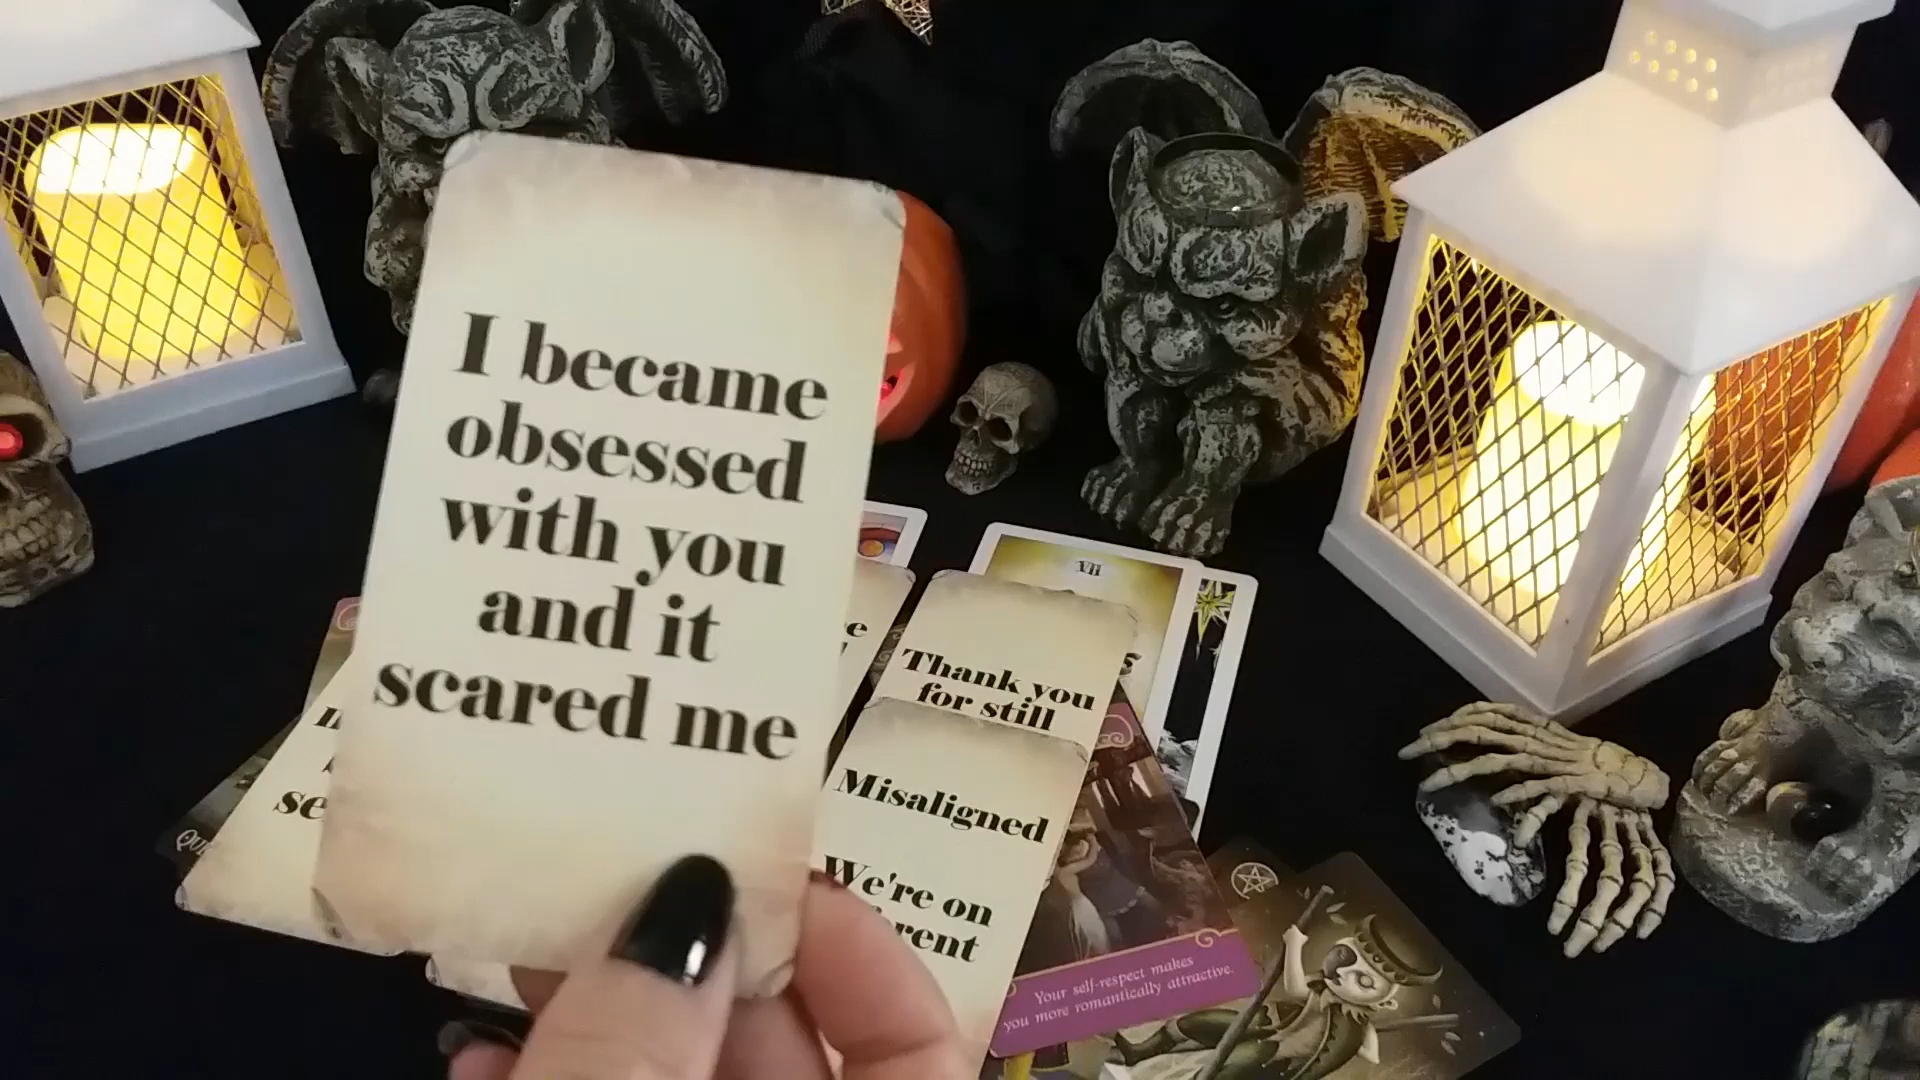 I became
obsessed
with you
and it
scared me
VII
Thank you
for still
Misaligned
We're on
Your self-respect makes
you more romantically attractive.